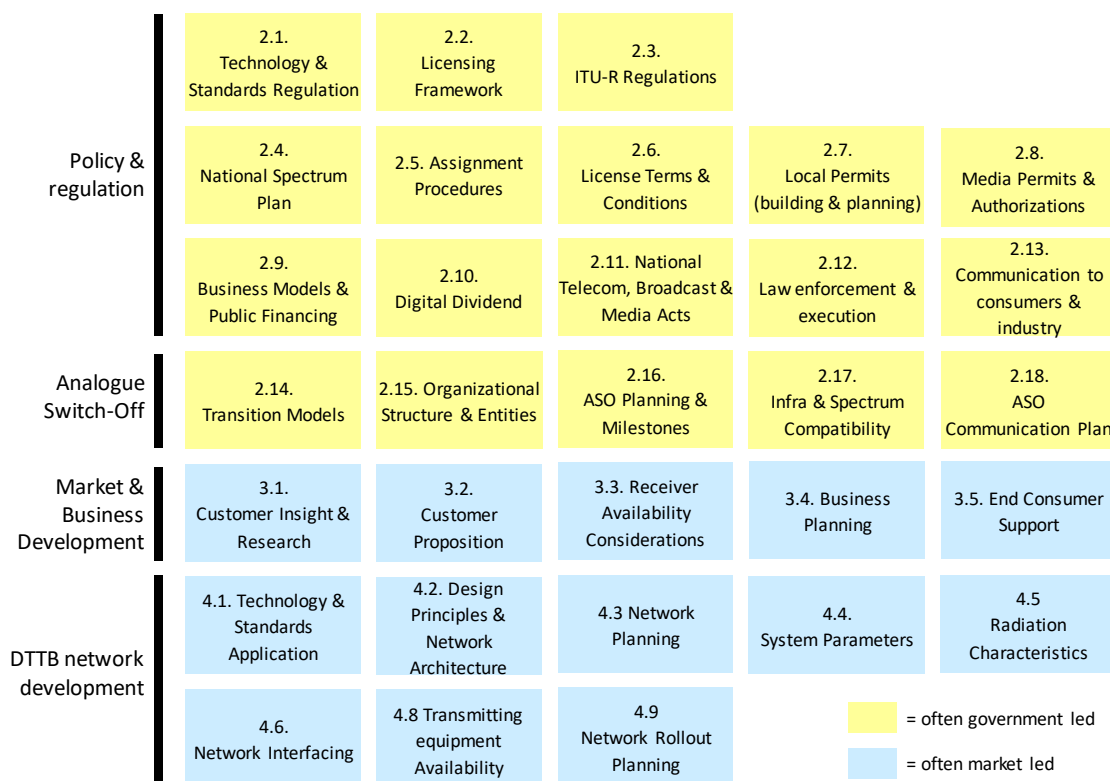 2.1.
Technology &
Standards Regulation
2.2.
Licensing
Framework
2.3.
ITU-R Regulations
Policy &
regulation
2.4.
National Spectrum
Plan
2.5. Assignment
Procedures
2.6.
License Terms &
Conditions
2.7.
Local Permits
(building & planning)
2.8.
Media Permits &
Authorizations
2.9.
Business Models &
Public Financing
2.10.
Digital Dividend
2.11. National
Telecom, Broadcast &
Media Acts
2.12.
Law enforcement &
execution
2.13.
Communication to
consumers &
industry
Analogue
Switch-Off
2.14.
Transition Models
2.15. Organizational
Structure & Entities
2.16.
ASO Planning &
Milestones
2.17.
Infra & Spectrum
Compatibility
2.18.
ASO
Communication Plan
Market &
Business
Development
3.1.
Customer Insight &
Research
3.2.
Customer
Proposition
3.3. Receiver
Availability
Considerations
3.4. Business
Planning
3.5. End Consumer
Support
DTTB network
development
4.1. Technology &
Standards
Application
4.2. Design
Principles &
Network
Architecture
4.3 Network
Planning
4.4.
System Parameters
4.5
Radiation
Characteristics
4.6.
Network Interfacing
4.8 Transmitting
equipment
Availability
4.9
Network Rollout
Planning
= often government led
= often market led